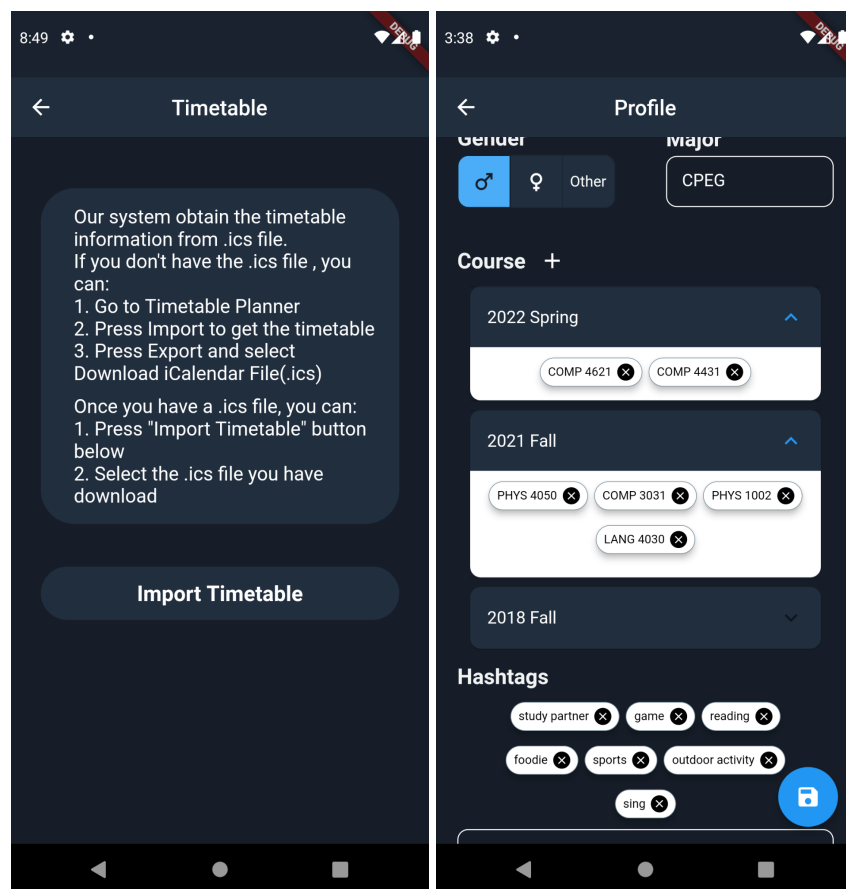 8:49
DEBUG
Timetable
Our system obtain the timetable
information from .ics file.
If you don't have the .ics file , you
can:
1. Go to Timetable Planner
2. Press Import to get the timetable
3. Press Export and select
Download iCalendar File(.ics)
Once you have a .ics file, you can:
1. Press "Import Timetable" button
below
2. Select the .ics file you have
download
Import Timetable
3:38
DEBUG
Profile
Gender Major
Other CPEG
Course +
2022 Spring
COMP 4621 COMP 4431
2021 Fall
PHYS 4050 COMP 3031 PHYS 1002
LANG 4030
2018 Fall
Hashtags
study partner game reading
foodie sports outdoor activity
sing